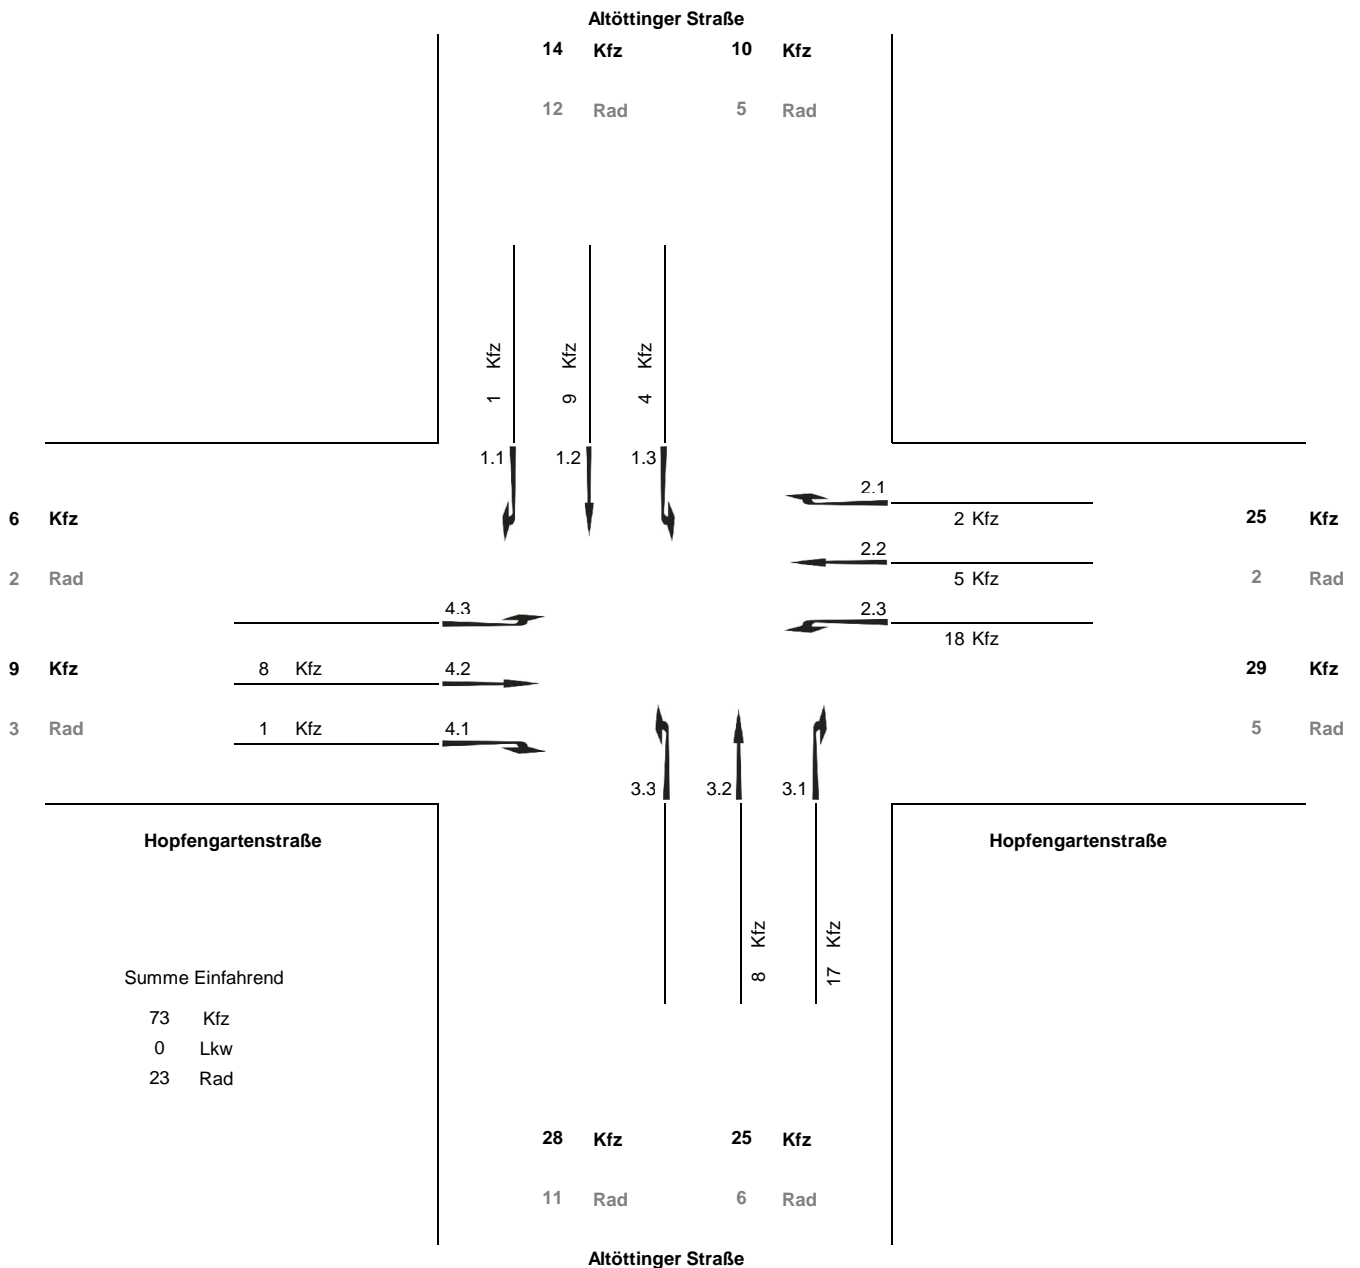 Altöttinger Straße
14 Kfz 10 Kfz
12 Rad 5 Rad
1 Kfz
9 Kfz
4 Kfz
1.1 1.2 1.3
2.1
6 Kfz
2 Kfz
25 Kfz
2.2
2 Rad
5 Kfz
2 Rad
4.3
2.3
18 Kfz
9 Kfz
8 Kfz 4.2
29 Kfz
3 Rad
1 Kfz 4.1
5 Rad
3.3 3.2 3.1
Hopfengartenstraße
Hopfengartenstraße
8 Kfz
17 Kfz
Summe Einfahrend
73 Kfz
0 Lkw
23 Rad
28 Kfz 25 Kfz
11 Rad 6 Rad
Altöttinger Straße